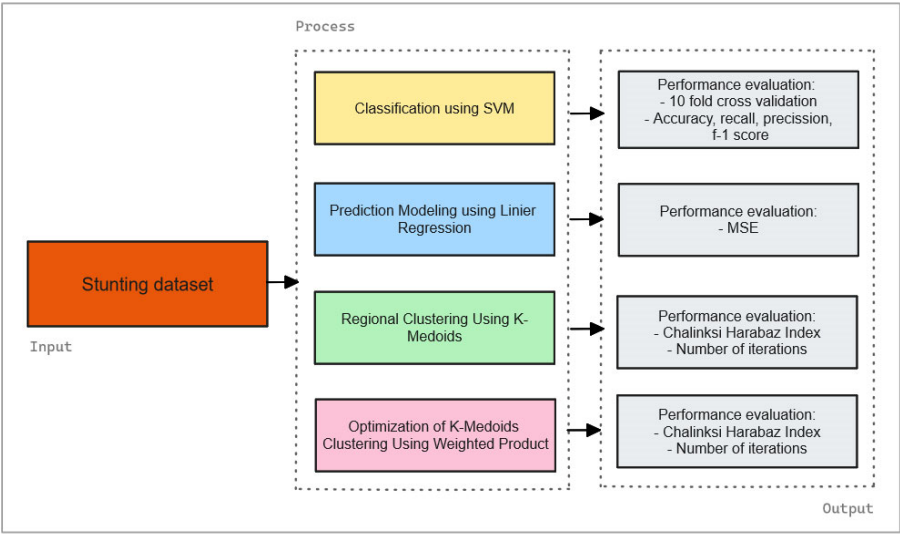 Process
Classification using SVM
Performance evaluation:
- 10 fold cross validation
- Accuracy, recall, precission,
f-1 score
Prediction Modeling using Linier
Regression
Performance evaluation:
- MSE
Stunting dataset
Input
Regional Clustering Using K-
Medoids
Performance evaluation:
- Chalinksi Harabaz Index
- Number of iterations
Optimization of K-Medoids
Clustering Using Weighted Product
Performance evaluation:
- Chalinksi Harabaz Index
- Number of iterations
Output